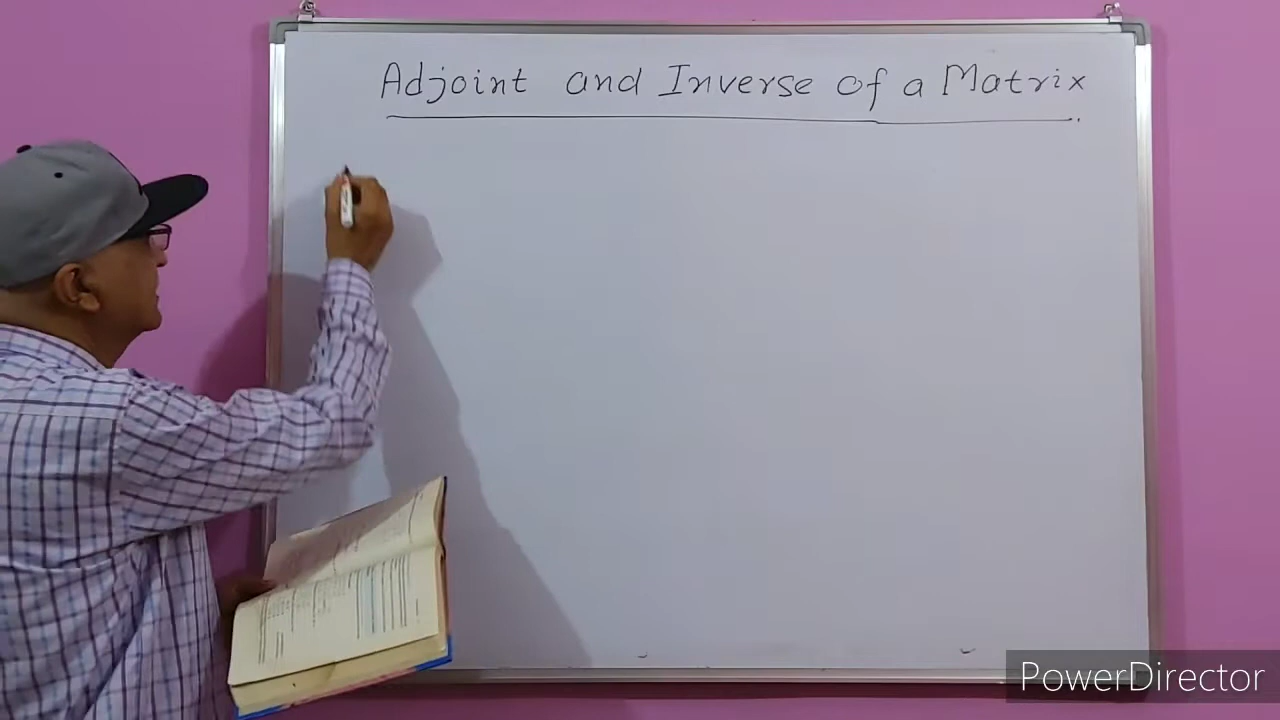 Adjoint and Inverse of a Matrix
PowerDirector